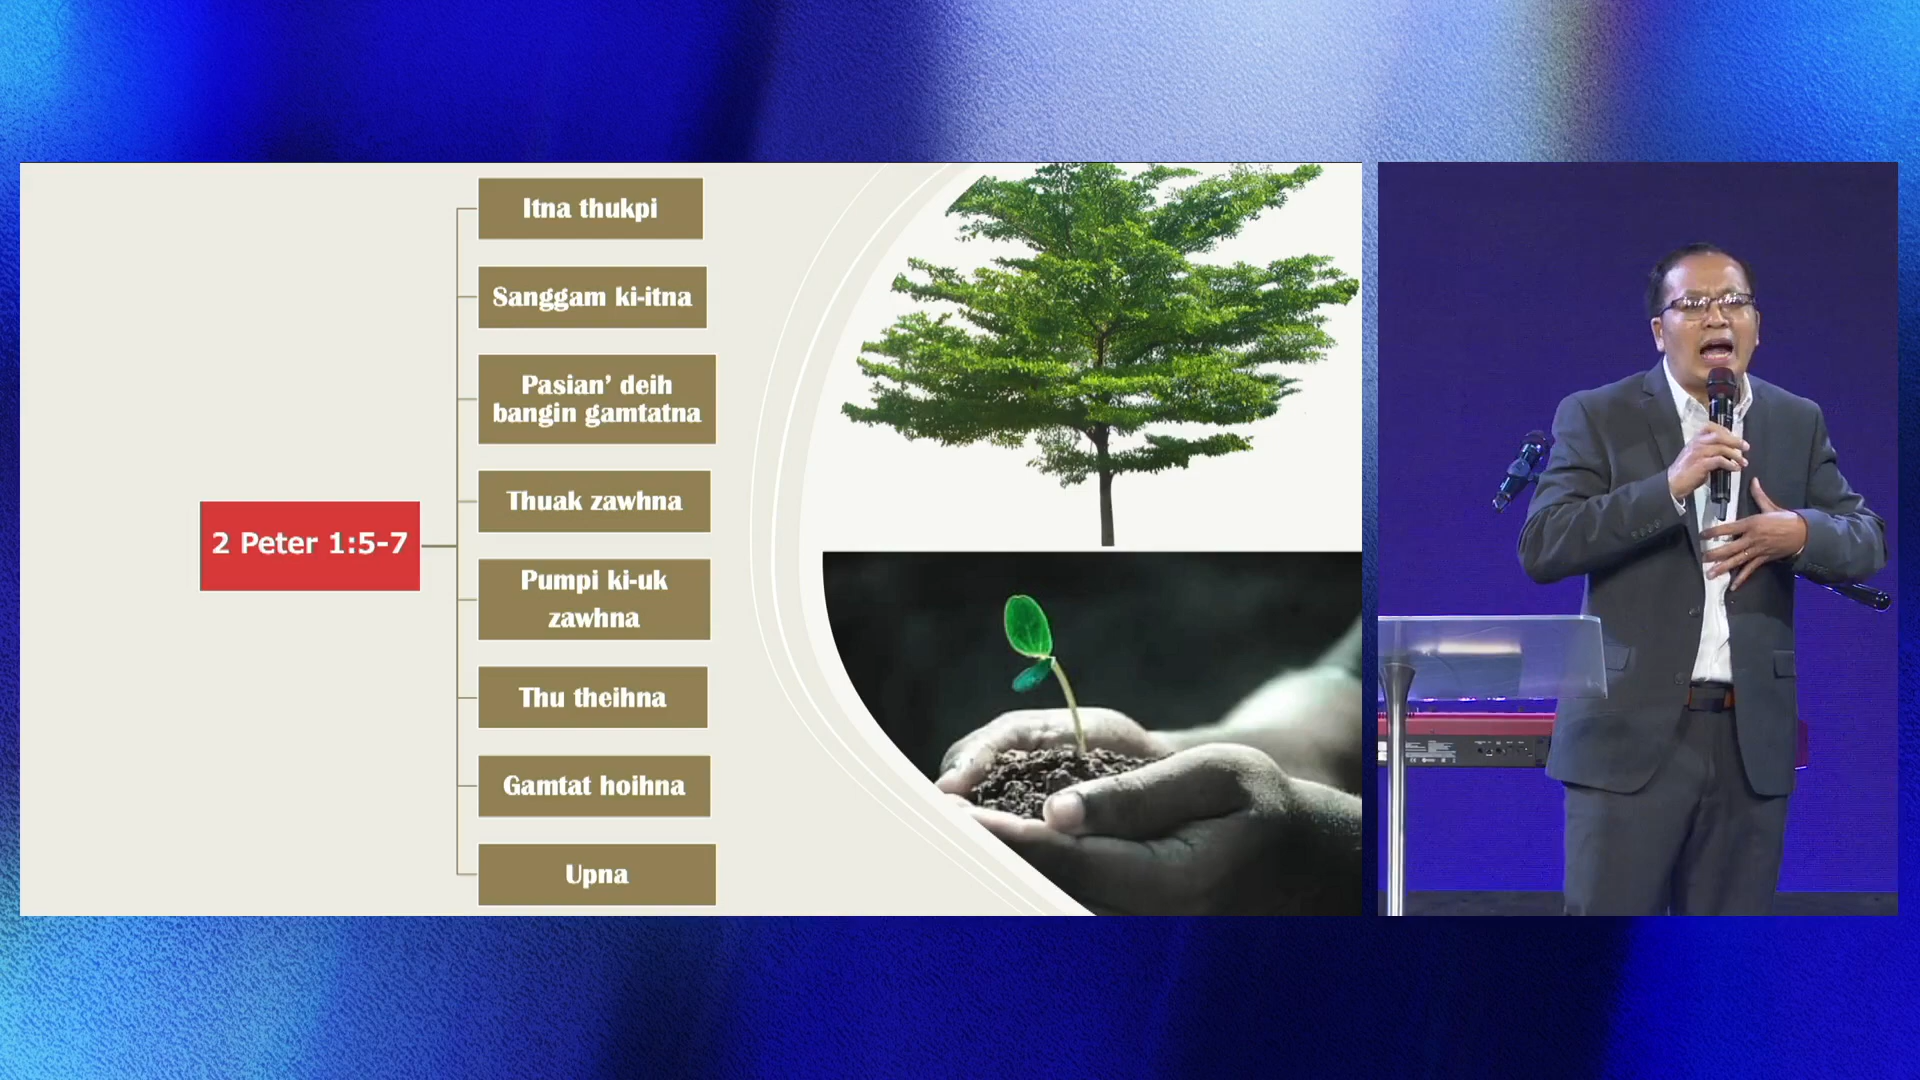 Itna thukpi
Sanggam ki-itna
Pasian’ deih
bangin gamtatna
Thuak zawhna
2 Peter 1:5-7
Pumpi ki-uk
zawhna
Thu theihna
Gamtat hoihna
Upna